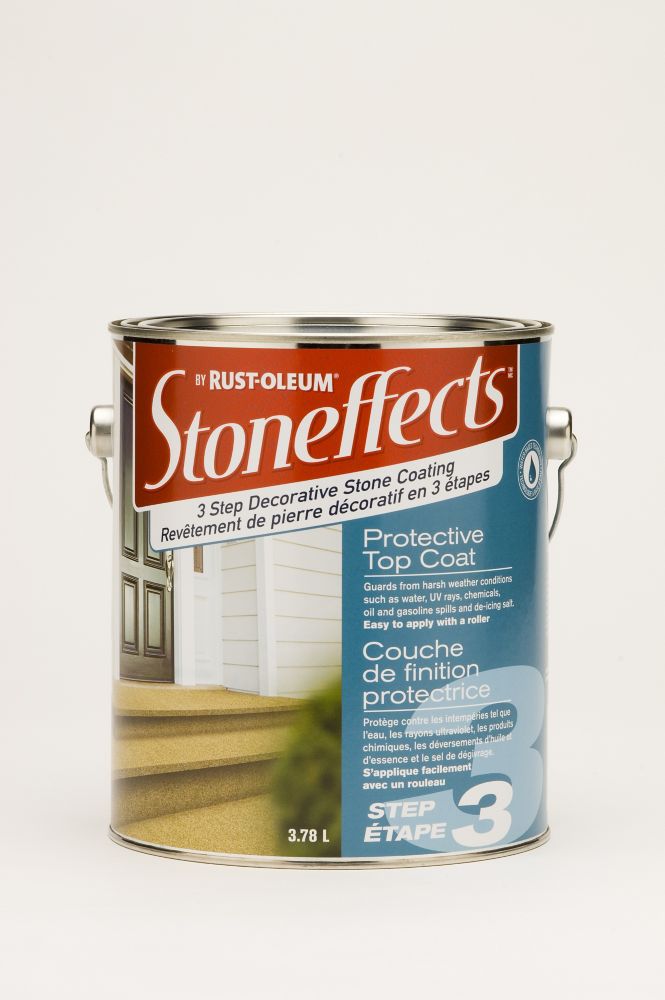 BY RUST-OLEUM®
Stoneffects™ MC
3 Step Decorative Stone Coating
Revêtement de pierre décoratif en 3 étapes
Protective
Top Coat
Guards from harsh weather conditions
such as water, UV rays, chemicals,
oil and gasoline spills and de-icing salt.
Easy to apply with a roller
Couche
de finition
protectrice
Protège contre les intempéries tel que
l'eau, les rayons ultraviolet, les produits
chimiques, les déversements d'huile et
d'essence et le sel de dégivrage.
S'applique facilement
avec un rouleau
STEP
ÉTAPE 3
3.78 L